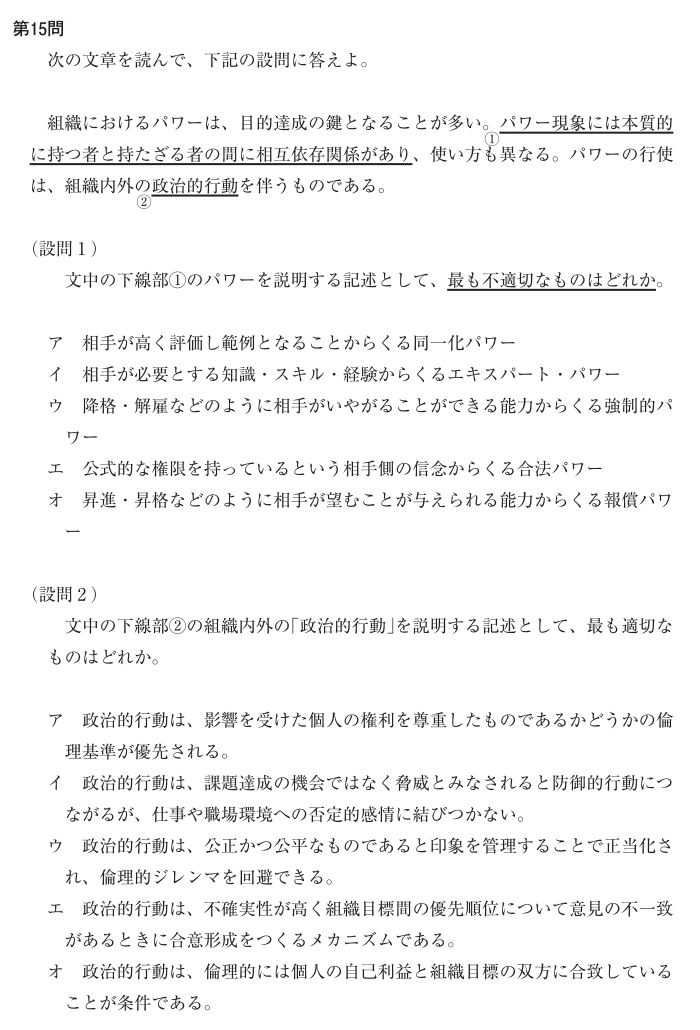 第15問
次の文章を読んで、下記の設問に答えよ。
組織におけるパワーは、目的達成の鍵となることが多い。パワー現象には本質的
①
に持つ者と持たざる者の間に相互依存関係があり、使い方も異なる。パワーの行使
は、組織内外の政治的行動を伴うものである。
②
(設問1)
文中の下線部①のパワーを説明する記述として、最も不適切なものはどれか。
ア 相手が高く評価し範例となることからくる同一化パワー
イ 相手が必要とする知識・スキル・経験からくるエキスパート・パワー
ウ 降格・解雇などのように相手がいやがることができる能力からくる強制的パ
ワー
エ 公式的な権限を持っているという相手側の信念からくる合法パワー
オ 昇進・昇格などのように相手が望むことが与えられる能力からくる報償パワ
ー
(設問2)
文中の下線部②の組織内外の「政治的行動」を説明する記述として、最も適切な
ものはどれか。
ア 政治的行動は、影響を受けた個人の権利を尊重したものであるかどうかの倫
理基準が優先される。
イ 政治的行動は、課題達成の機会ではなく脅威とみなされると防御的行動につ
ながるが、仕事や職場環境への否定的感情に結びつかない。
ウ 政治的行動は、公正かつ公平なものであると印象を管理することで正当化さ
れ、倫理的ジレンマを回避できる。
エ 政治的行動は、不確実性が高く組織目標間の優先順位について意見の不一致
があるときに合意形成をつくるメカニズムである。
オ 政治的行動は、倫理的には個人の自己利益と組織目標の双方に合致している
ことが条件である。